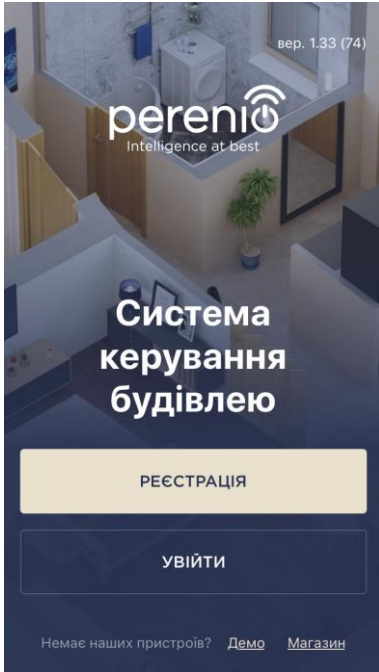 вер. 1.33 (74)
perenio
Intelligence at best
Система
керування
будівлею
РЕЄСТРАЦІЯ
УВІЙТИ
Немає наших пристроїв? Демо Магазин